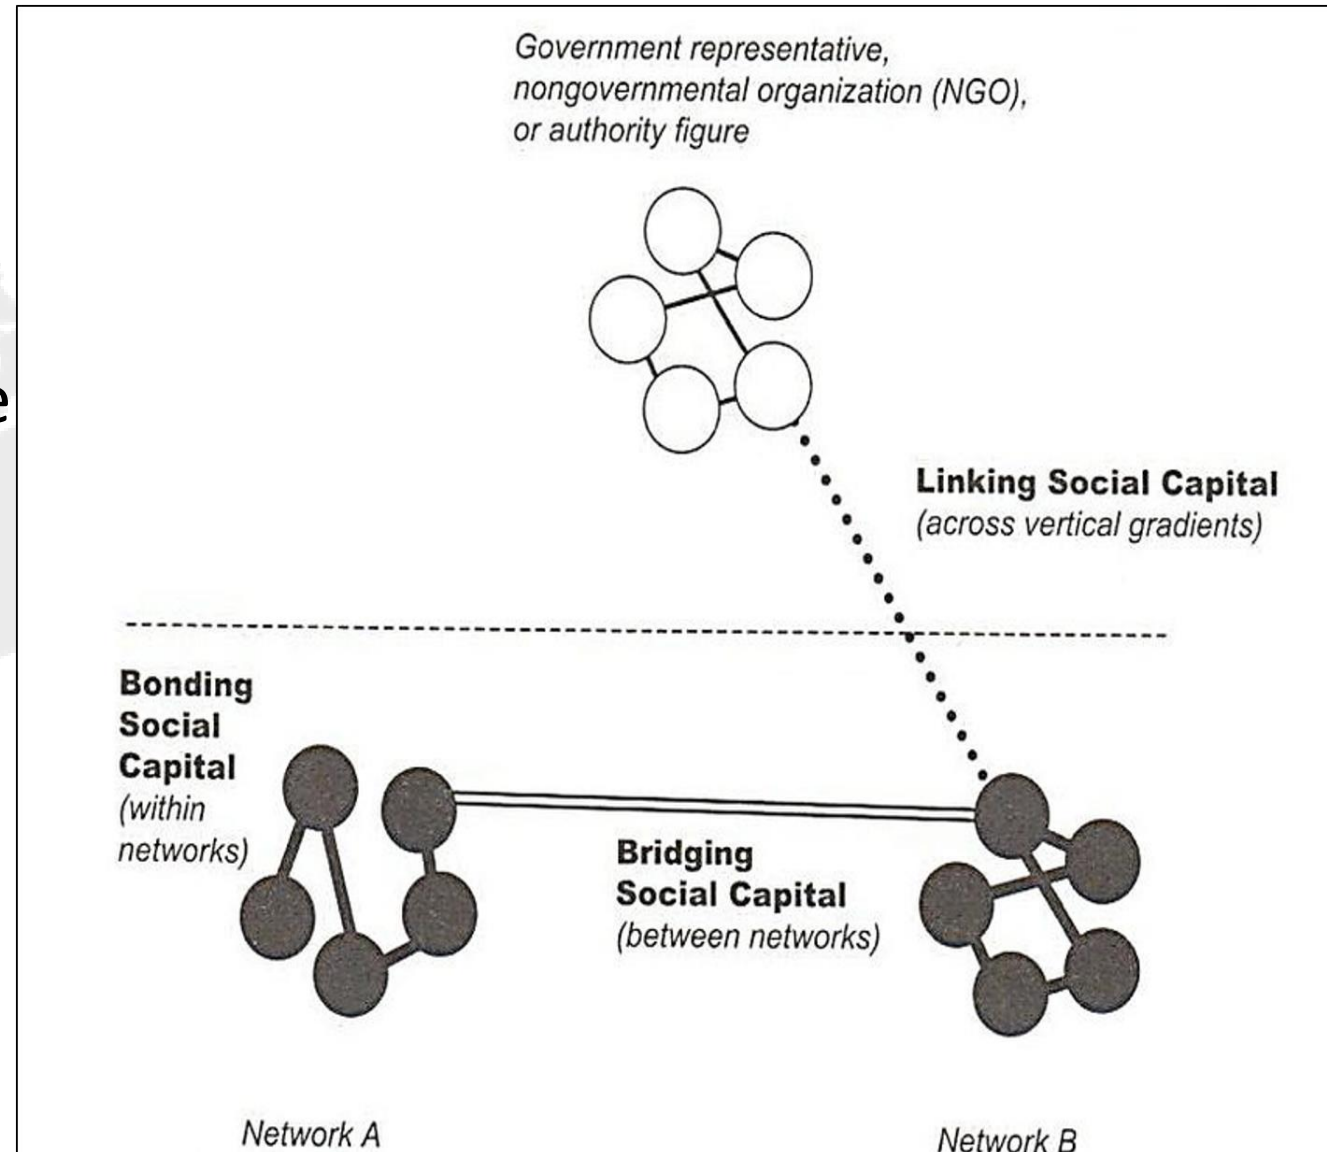 Government representative,
nongovernmental organization (NGO),
or authority figure
e
Linking Social Capital
(across vertical gradients)
Bonding
Social
Capital
(within
networks)
Bridging
Social Capital
(between networks)
Network A
Network B